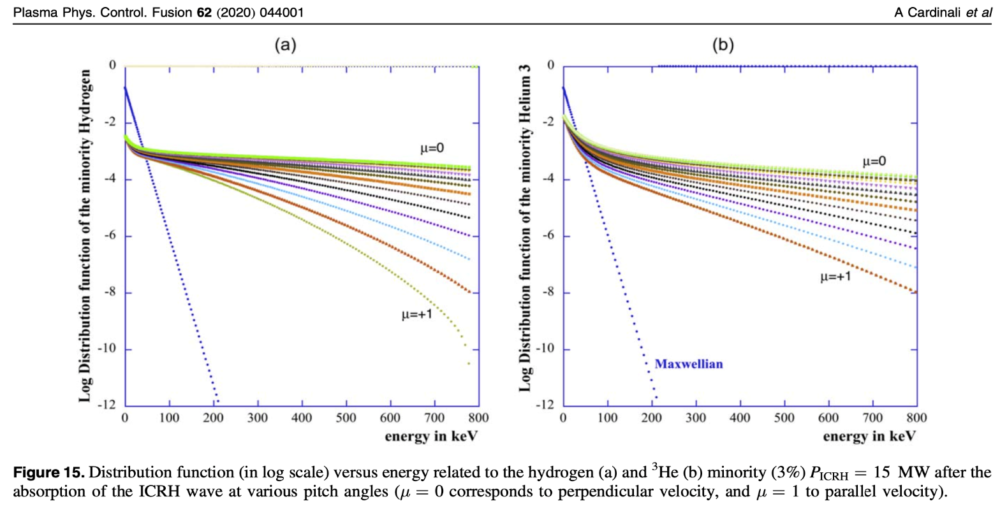 Plasma Phys. Control. Fusion 62 (2020) 044001
A Cardinali et al
(a)
Log Distribution function of the minority Hydrogen
0
-2
-4
-6
-8
-10
-12
μ=0
μ=+1
0 100 200 300 400 500 600 700 800
energy in keV
(b)
Log Distribution function of the minority Helium 3
0
-2
-4
-6
-8
-10
-12
μ=0
μ=+1
Maxwellian
0 100 200 300 400 500 600 700 800
energy in keV
Figure 15. Distribution function (in log scale) versus energy related to the hydrogen (a) and ³He (b) minority (3%) P_ICRH = 15 MW after the
absorption of the ICRH wave at various pitch angles (μ = 0 corresponds to perpendicular velocity, and μ = 1 to parallel velocity).